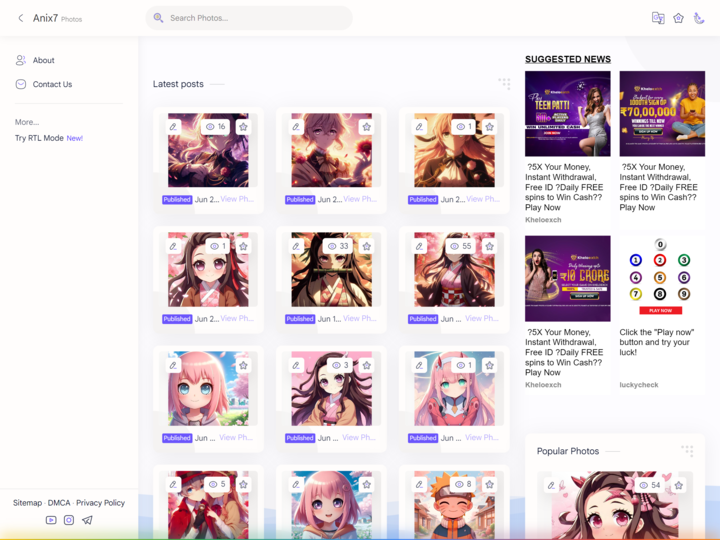 Anix7 Photos
Search Photos...
About
Contact Us
More...
Try RTL Mode New!
Sitemap · DMCA · Privacy Policy
Latest posts
16
1
Published Jun 2... View Ph...
Published Jun 2... View Ph...
Published Jun 2... View Ph...
1
33
55
Published Jun 2... View Ph...
Published Jun 1... View Ph...
Published Jun ... View Ph...
3
1
Published Jun ... View Ph...
Published Jun ... View Ph...
Published Jun ... View Ph...
5
8
SUGGESTED NEWS
Play
TEEN PATTI
WIN UNLIMITED CASH
₹70,00,000
?5X Your Money,
Instant Withdrawal,
Free ID ?Daily FREE
spins to Win Cash??
Play Now
Kheloexch
?5X Your Money,
Instant Withdrawal,
Free ID ?Daily FREE
spins to Win Cash??
Play Now
₹10 CRORE
?5X Your Money,
Instant Withdrawal,
Free ID ?Daily FREE
spins to Win Cash??
Play Now
Kheloexch
0
1 2 3
4 5 6
7 8 9
PLAY NOW
Click the "Play now"
button and try your
luck!
luckycheck
Popular Photos
54